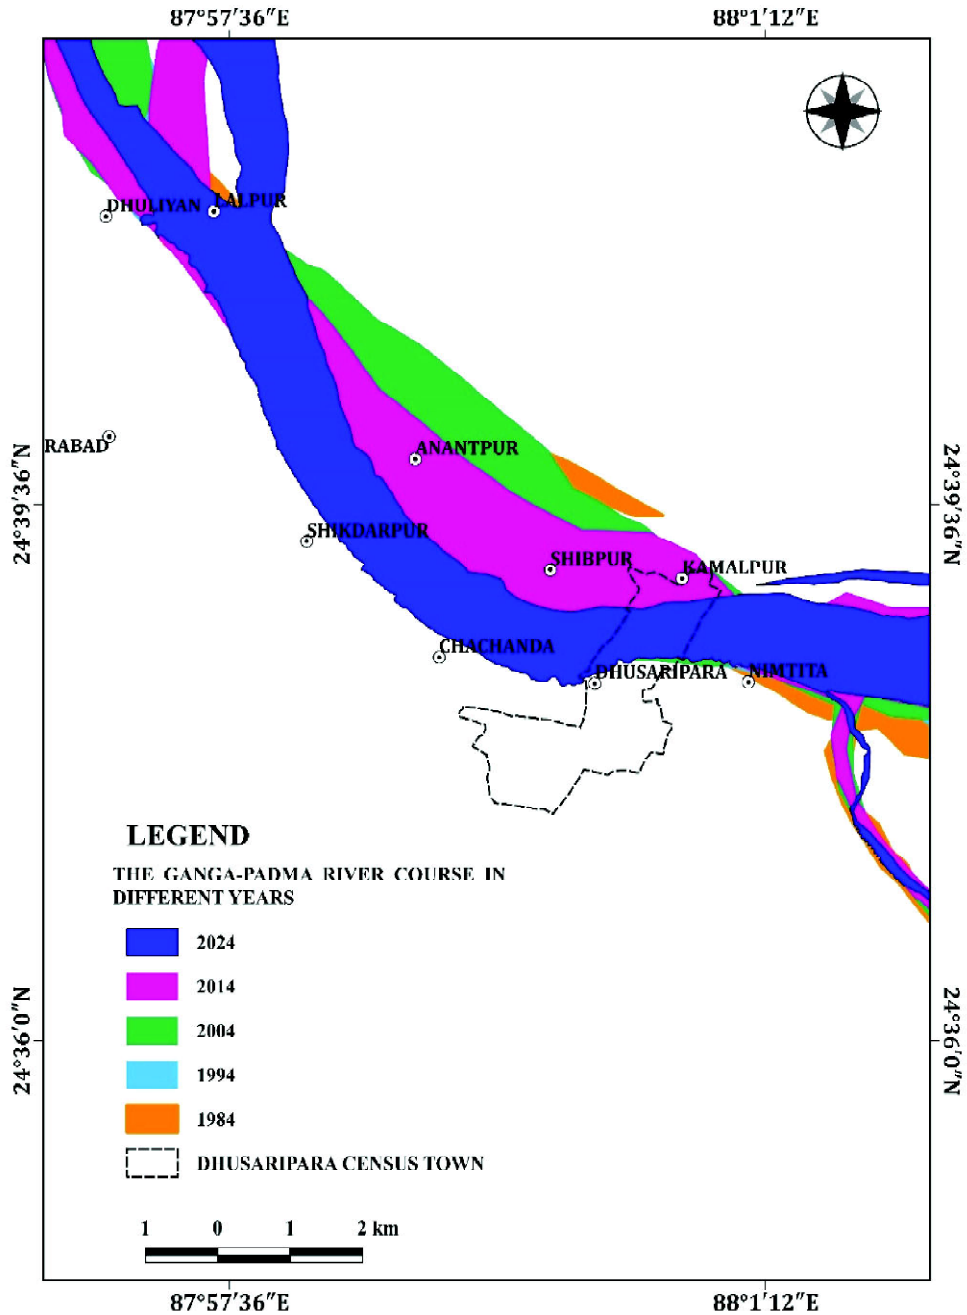 87°57′36″E 88°1′12″E
DHULIYAN LALPUR
RABAD
ANANTPUR
24°39′36″N 24°39′36″N
SHIKDARPUR
SHIBPUR KAMALPUR
CHACHANDA
DHUSARIPARA NIMTITA
LEGEND
THE GANGA-PADMA RIVER COURSE IN
DIFFERENT YEARS
2024
2014
2004
24°36′0″N 24°36′0″N
1994
1984
DHUSARIPARA CENSUS TOWN
1 0 1 2 km
87°57′36″E 88°1′12″E